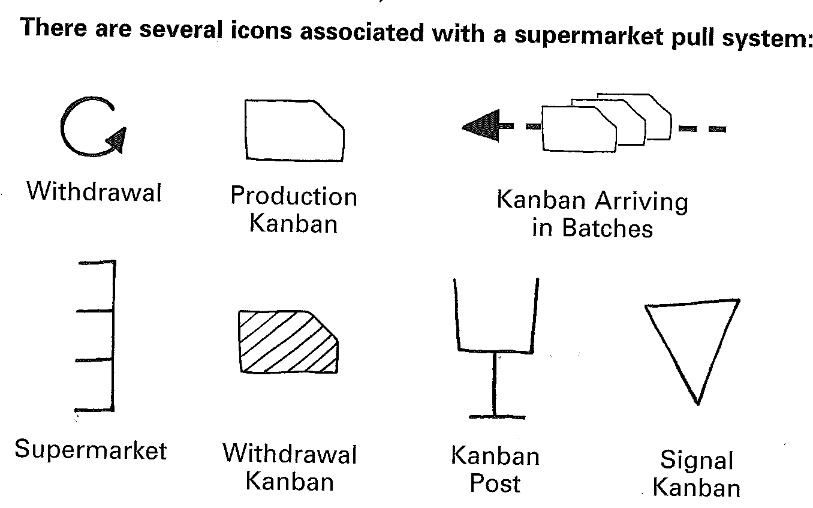 There are several icons associated with a supermarket pull system:
Withdrawal
Production
Kanban
Kanban Arriving
in Batches
Supermarket
Withdrawal
Kanban
Kanban
Post
Signal
Kanban